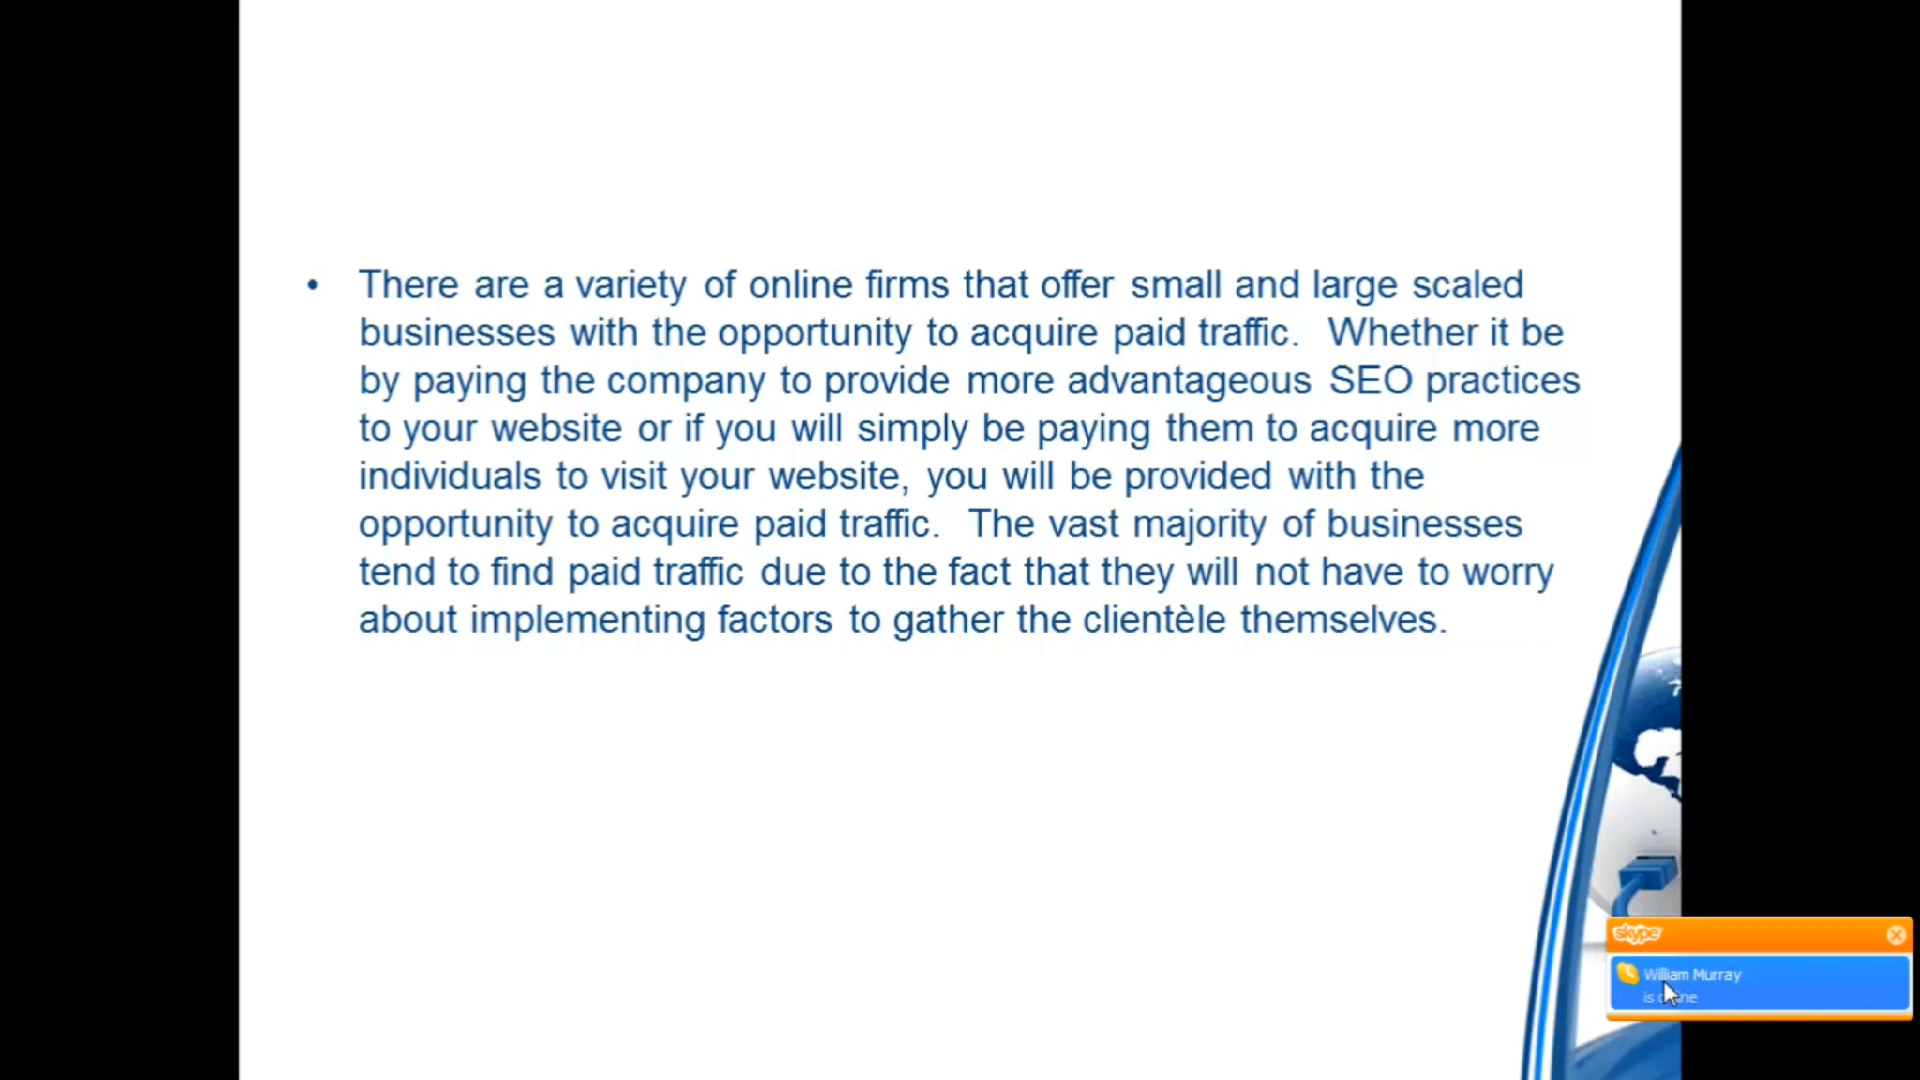 • There are a variety of online firms that offer small and large scaled
businesses with the opportunity to acquire paid traffic. Whether it be
by paying the company to provide more advantageous SEO practices
to your website or if you will simply be paying them to acquire more
individuals to visit your website, you will be provided with the
opportunity to acquire paid traffic. The vast majority of businesses
tend to find paid traffic due to the fact that they will not have to worry
about implementing factors to gather the clientèle themselves.
skype
William Murray
is